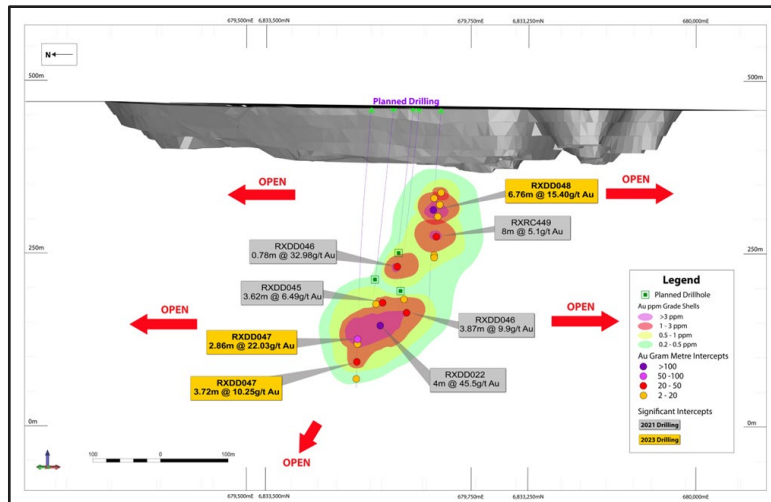 679,500mE
6,833,500mN
679,750mE
6,833,250mN
680,000mE
N
500m
500m
Planned Drilling
OPEN
OPEN
RXDD048
6.76m @ 15.40g/t Au
RXRC449
8m @ 5.1g/t Au
250m
250m
RXDD046
0.78m @ 32.98g/t Au
RXDD045
3.62m @ 6.49g/t Au
OPEN
OPEN
RXDD046
3.87m @ 9.9g/t Au
RXDD047
2.86m @ 22.03g/t Au
RXDD047
3.72m @ 10.25g/t Au
RXDD022
4m @ 45.5g/t Au
Legend
Planned Drillhole
Au ppm Grade Shells
>3 ppm
1 - 3 ppm
0.5 - 1 ppm
0.2 - 0.5 ppm
Au Gram Metre Intercepts
>100
50 -100
20 - 50
2 - 20
Significant Intercepts
2021 Drilling
2023 Drilling
0m
0m
OPEN
100
0
100m
679,500mE
6,833,500mN
679,750mE
6,833,250mN
680,000mE